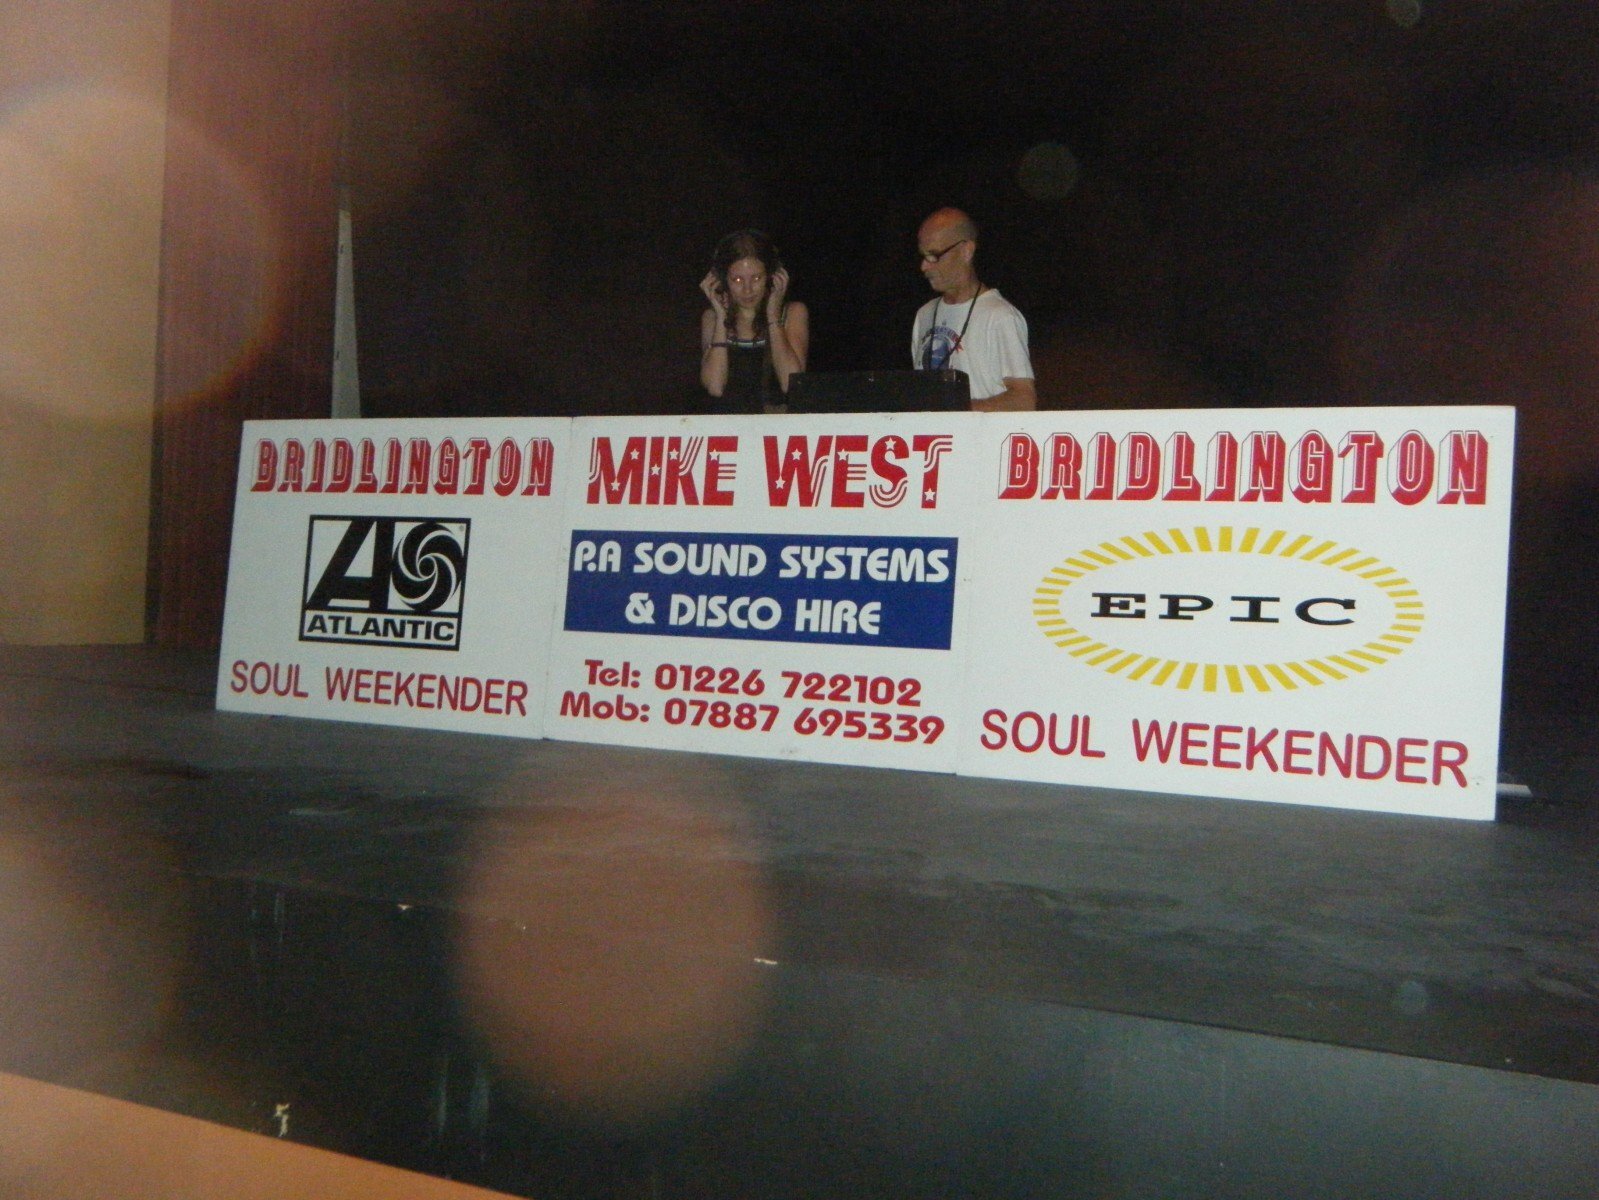 BRIDLINGTON
ATLANTIC
SOUL WEEKENDER
MIKE WEST
P.A SOUND SYSTEMS
& DISCO HIRE
Tel: 01226 722102
Mob: 07887 695339
BRIDLINGTON
EPIC
SOUL WEEKENDER